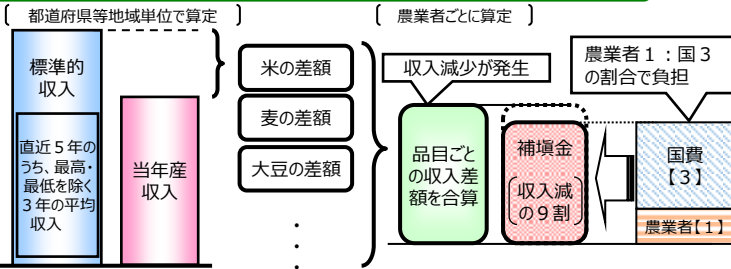 〔 都道府県等地域単位で算定 〕
〔 農業者ごとに算定 〕
標準的
収入
直近５年の
うち、最高・
最低を除く
３年の平均
収入
当年産
収入
米の差額
麦の差額
大豆の差額
・
・
・
収入減少が発生
品目ごと
の収入差
額を合算
補填金
〔収入減
の９割〕
農業者１：国３
の割合で負担
国費
【３】
農業者【１】